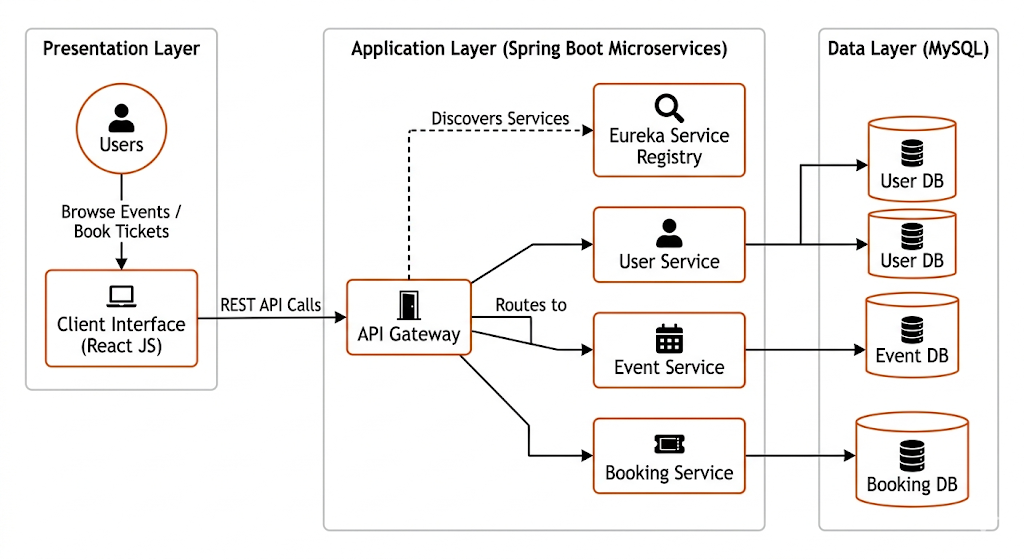 Presentation Layer
Users
Browse Events /
Book Tickets
Client Interface
(React JS)
REST API Calls
Application Layer (Spring Boot Microservices)
Discovers Services
Eureka Service
Registry
User Service
API Gateway
Routes to
Event Service
Booking Service
Data Layer (MySQL)
User DB
User DB
Event DB
Booking DB